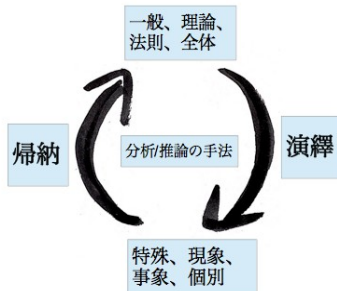 一般、理論、
法則、全体
帰納
分析/推論の手法
演繹
特殊、現象、
事象、個別